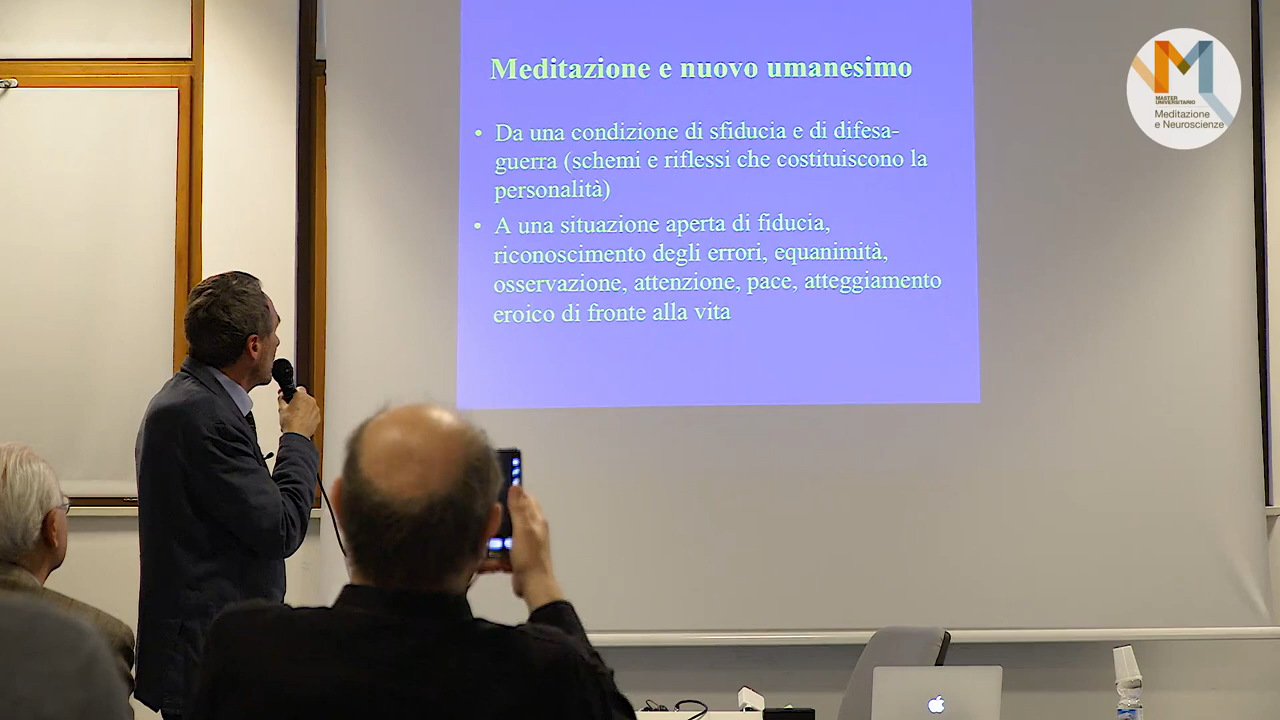 Meditazione e nuovo umanesimo
• Da una condizione di sfiducia e di difesa-
guerra (schemi e riflessi che costituiscono la
personalità)
• A una situazione aperta di fiducia,
riconoscimento degli errori, equanimità,
osservazione, attenzione, pace, atteggiamento
eroico di fronte alla vita
MASTER
UNIVERSITARIO
Meditazione
e Neuroscienze